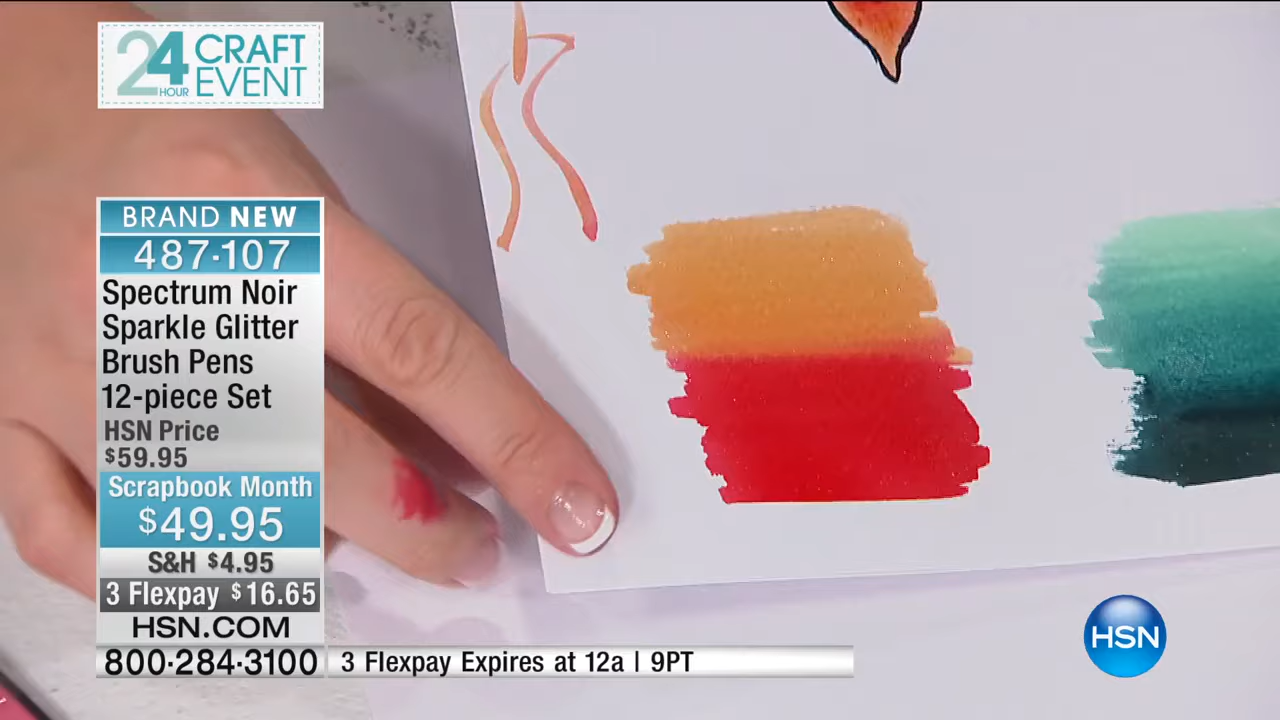 24 HOUR CRAFT EVENT
BRAND NEW
487·107
Spectrum Noir
Sparkle Glitter
Brush Pens
12-piece Set
HSN Price
$59.95
Scrapbook Month
$49.95
S&H $4.95
3 Flexpay $16.65
HSN.COM
800·284·3100
3 Flexpay Expires at 12a | 9PT
HSN